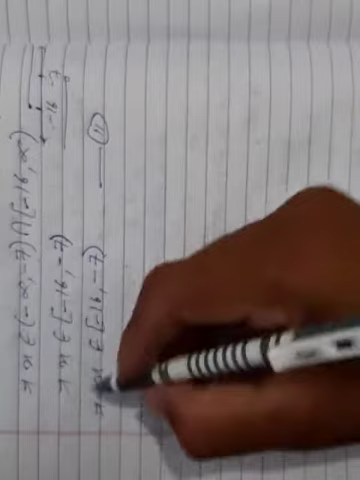 x ∈ (-∞, -7) ∩ [-16, ∞)
-16 -7
x ∈ [-16, -7)
x ∈ [-16, -7) — (ii)